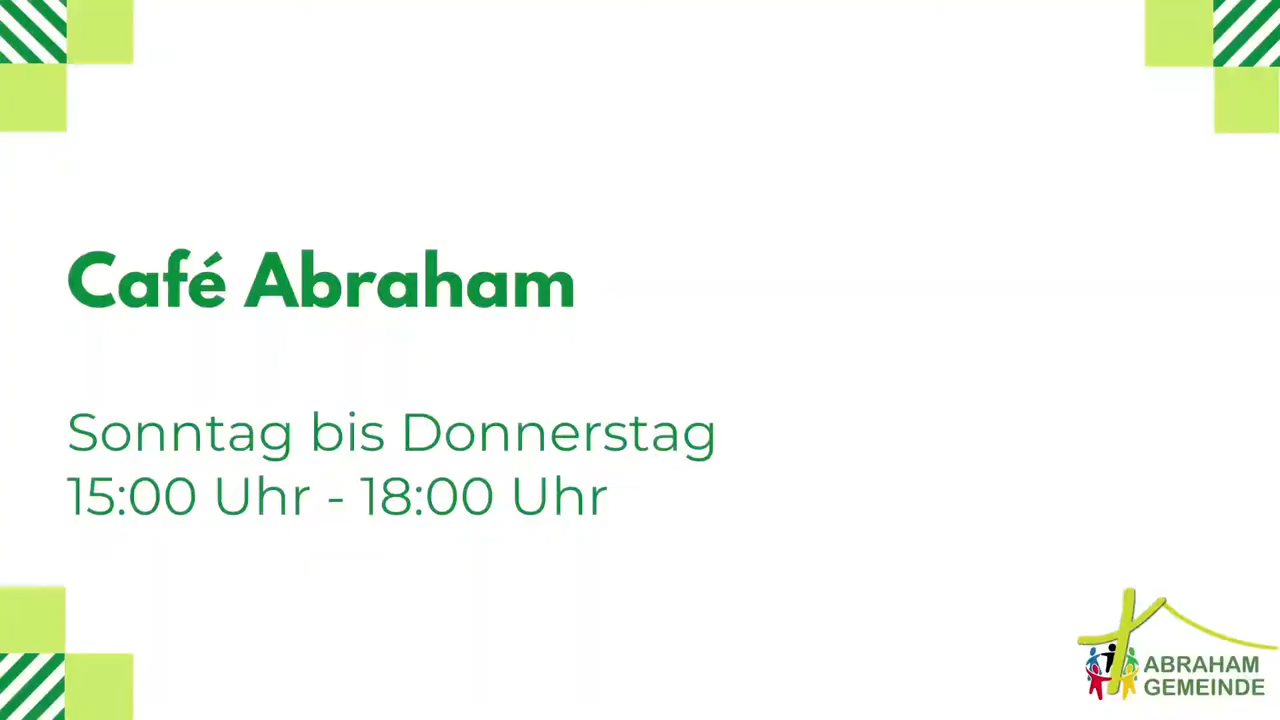 Café Abraham
Sonntag bis Donnerstag
15:00 Uhr - 18:00 Uhr
ABRAHAM
GEMEINDE